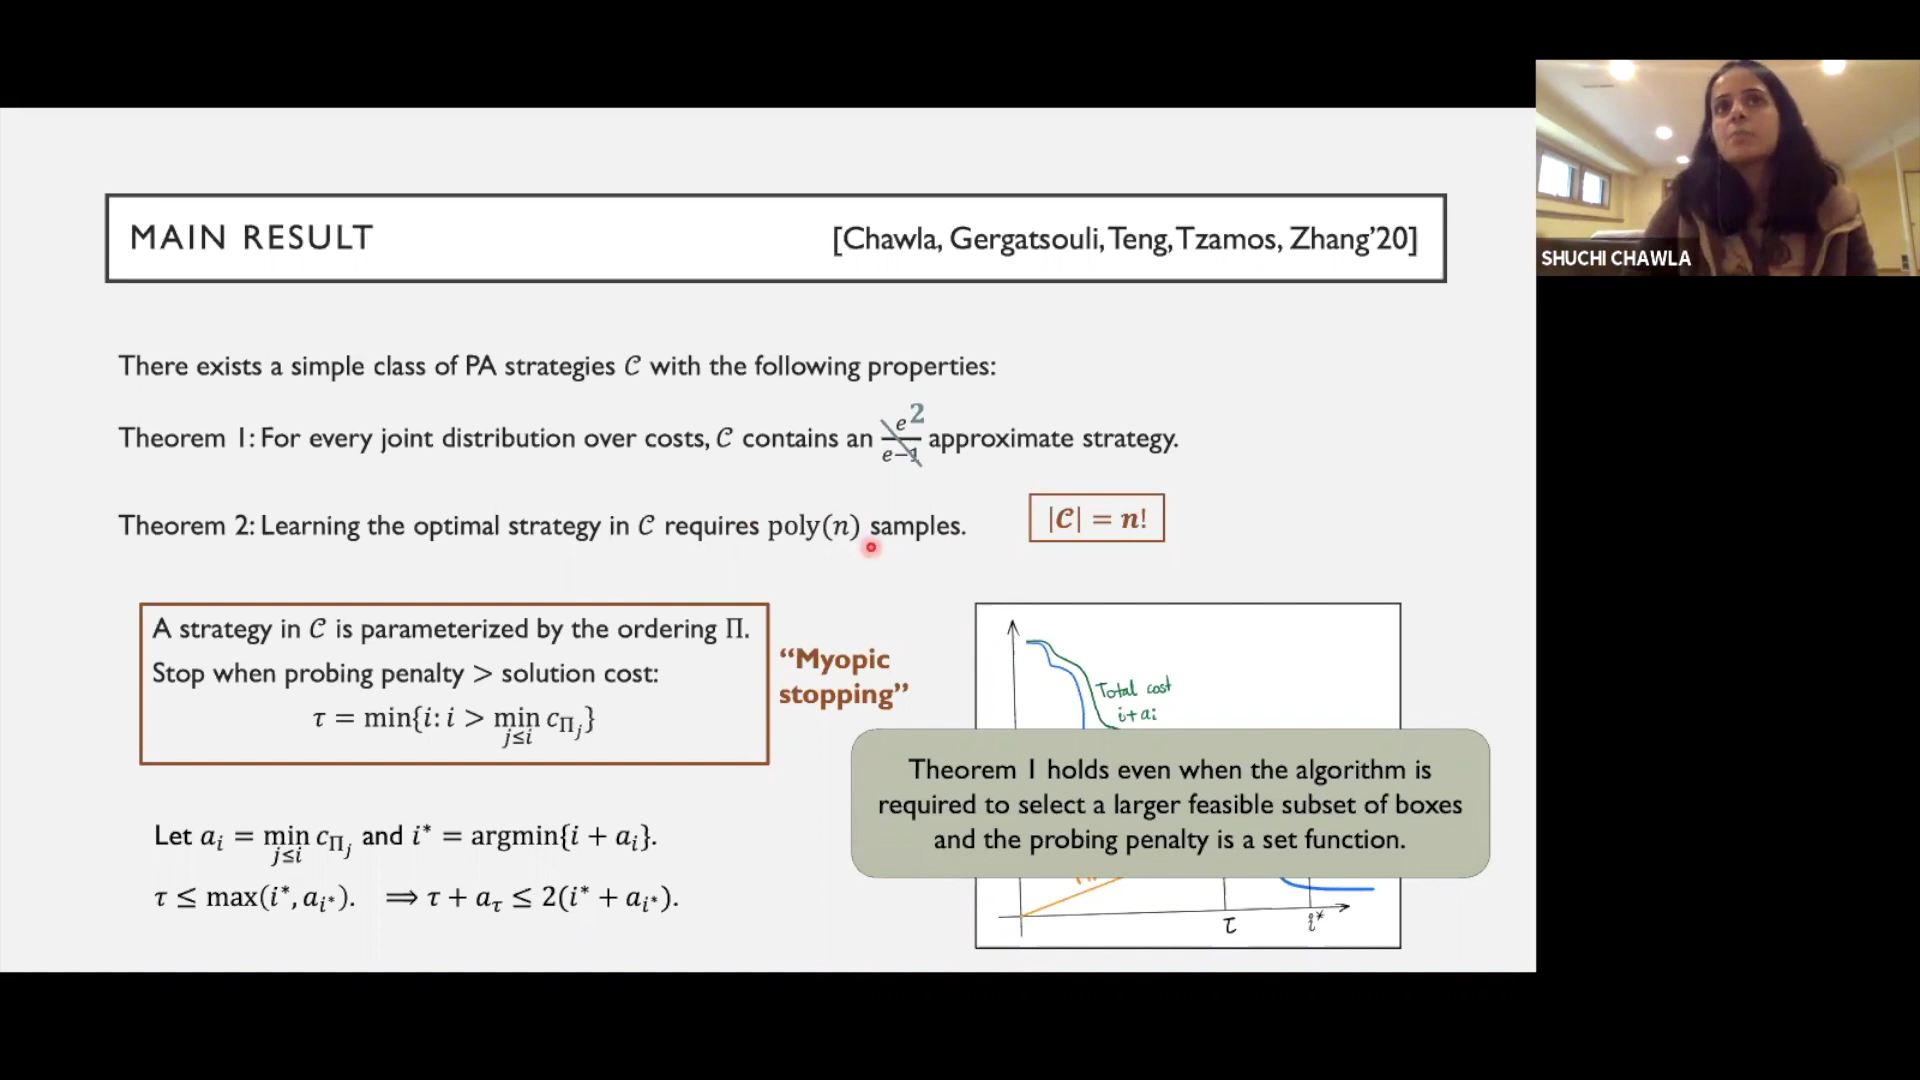 MAIN RESULT [Chawla, Gergatsouli, Teng, Tzamos, Zhang'20]
SHUCHI CHAWLA
There exists a simple class of PA strategies 𝒞 with the following properties:
Theorem 1: For every joint distribution over costs, 𝒞 contains an e/(e−1) 2 approximate strategy.
Theorem 2: Learning the optimal strategy in 𝒞 requires poly(n) samples. |𝒞| = n!
A strategy in 𝒞 is parameterized by the ordering Π.
Stop when probing penalty > solution cost:
τ = min{i: i > min_{j≤i} c_{Π_j}}
“Myopic
stopping”
Total cost
i+ai
Theorem 1 holds even when the algorithm is
required to select a larger feasible subset of boxes
and the probing penalty is a set function.
Let a_i = min_{j≤i} c_{Π_j} and i* = argmin{i + a_i}.
τ ≤ max(i*, a_{i*}). ⟹ τ + a_τ ≤ 2(i* + a_{i*}).
τ i*